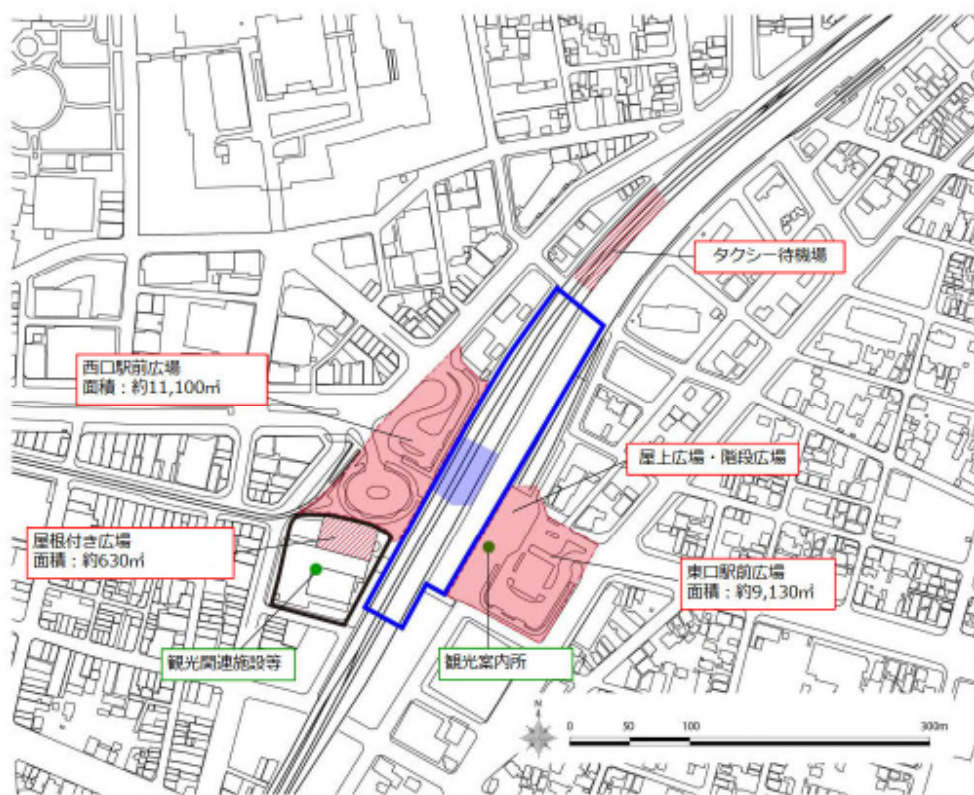 タクシー待機場
西口駅前広場
面積：約11,100㎡
屋上広場・階段広場
屋根付き広場
面積：約630㎡
東口駅前広場
面積：約9,130㎡
観光関連施設等
観光案内所
N
0 50 100 300m